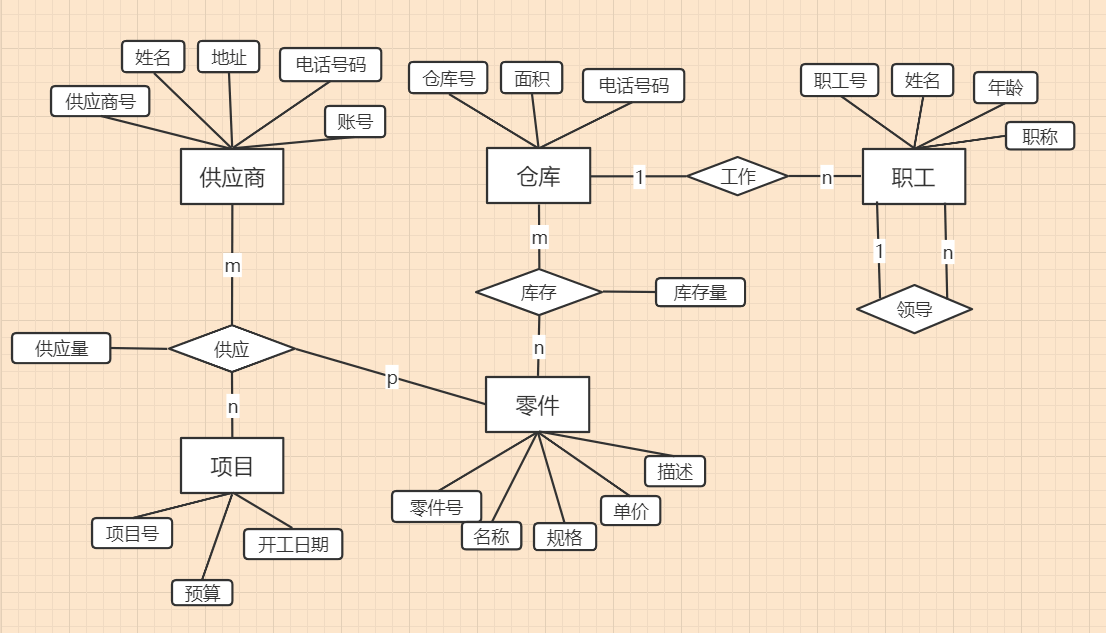 姓名
地址
电话号码
供应商号
账号
供应商
仓库号
面积
电话号码
仓库
1
工作
n
职工号
姓名
年龄
职称
职工
m
m
1
n
库存
库存量
领导
供应量
供应
n
p
n
零件
项目
描述
零件号
单价
名称
规格
项目号
开工日期
预算